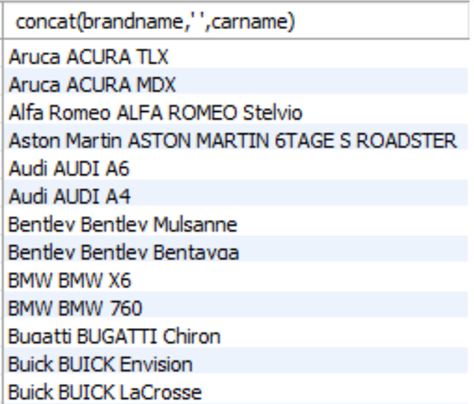 concat(brandname,' ',carname)
Aruca ACURA TLX
Aruca ACURA MDX
Alfa Romeo ALFA ROMEO Stelvio
Aston Martin ASTON MARTIN 6TAGE S ROADSTER
Audi AUDI A6
Audi AUDI A4
Bentley Bentley Mulsanne
Bentley Bentley Bentayga
BMW BMW X6
BMW BMW 760
Bugatti BUGATTI Chiron
Buick BUICK Envision
Buick BUICK LaCrosse